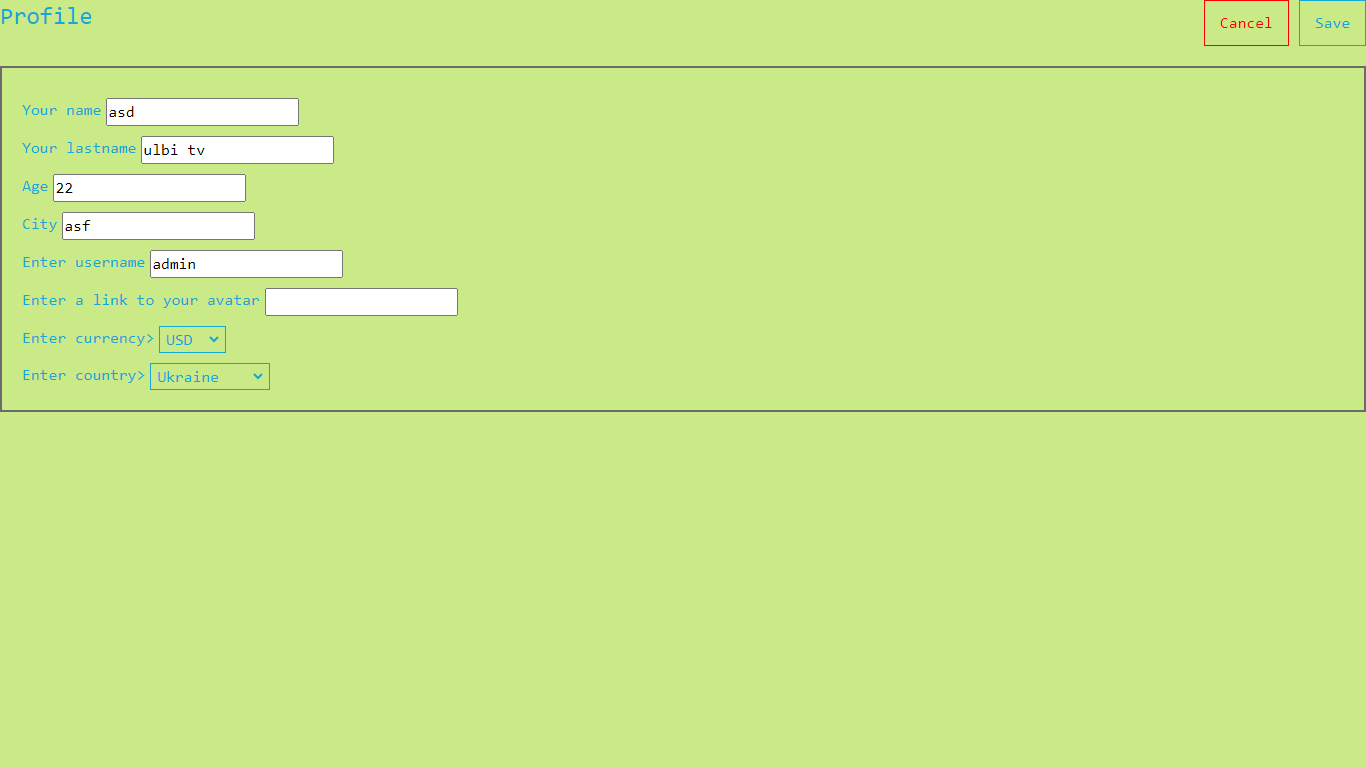 Profile Cancel Save
Your name asd
Your lastname ulbi tv
Age 22
City asf
Enter username admin
Enter a link to your avatar
Enter currency> USD
Enter country> Ukraine